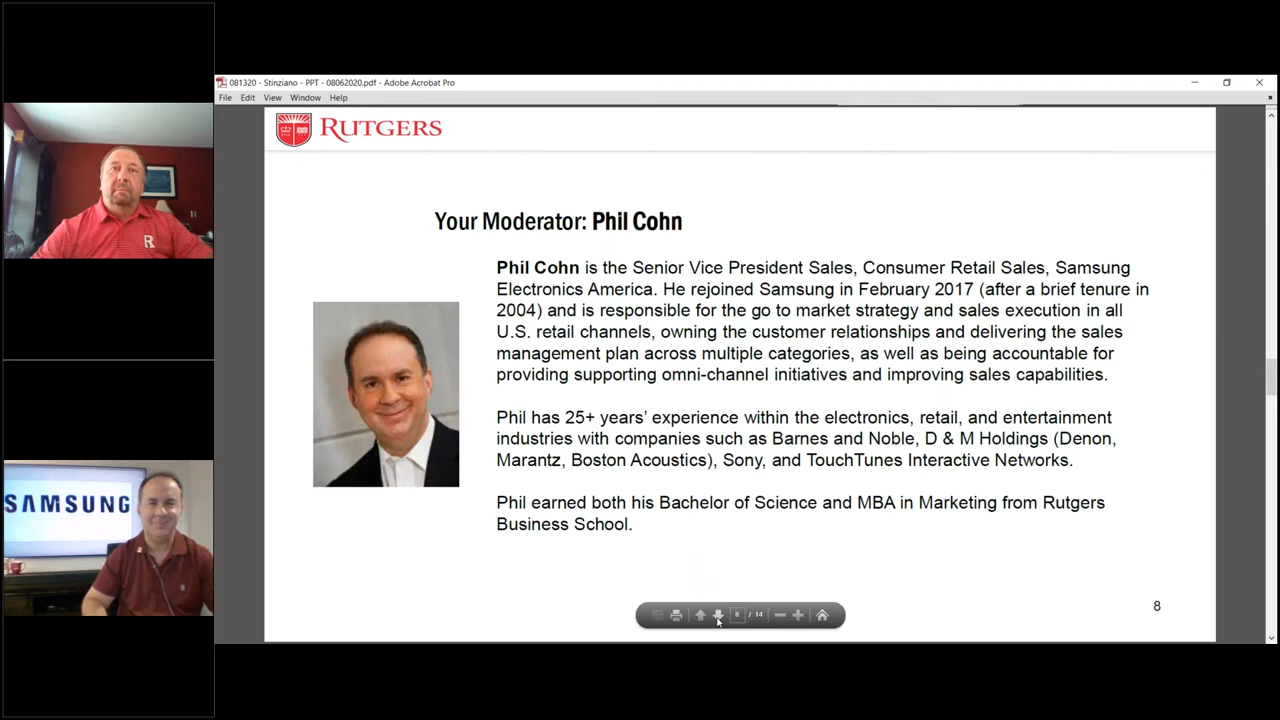 081320 - Stinziano - PPT - 08062020.pdf - Adobe Acrobat Pro
File Edit View Window Help
RUTGERS
Your Moderator: Phil Cohn
Phil Cohn is the Senior Vice President Sales, Consumer Retail Sales, Samsung
Electronics America. He rejoined Samsung in February 2017 (after a brief tenure in
2004) and is responsible for the go to market strategy and sales execution in all
U.S. retail channels, owning the customer relationships and delivering the sales
management plan across multiple categories, as well as being accountable for
providing supporting omni-channel initiatives and improving sales capabilities.
Phil has 25+ years’ experience within the electronics, retail, and entertainment
industries with companies such as Barnes and Noble, D & M Holdings (Denon,
Marantz, Boston Acoustics), Sony, and TouchTunes Interactive Networks.
Phil earned both his Bachelor of Science and MBA in Marketing from Rutgers
Business School.
8
8 / 14
R
SAMSUNG